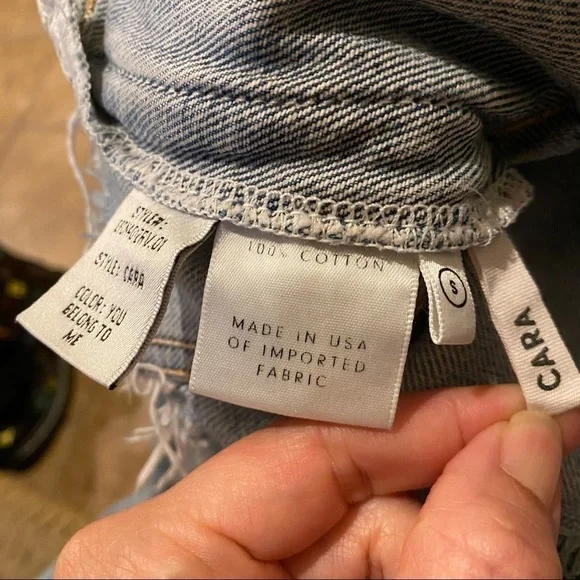 STYLE#:
STYLE: CARA
COLOR: YOU
BELONG TO
ME
100% COTTON
MADE IN USA
OF IMPORTED
FABRIC
S
CARA